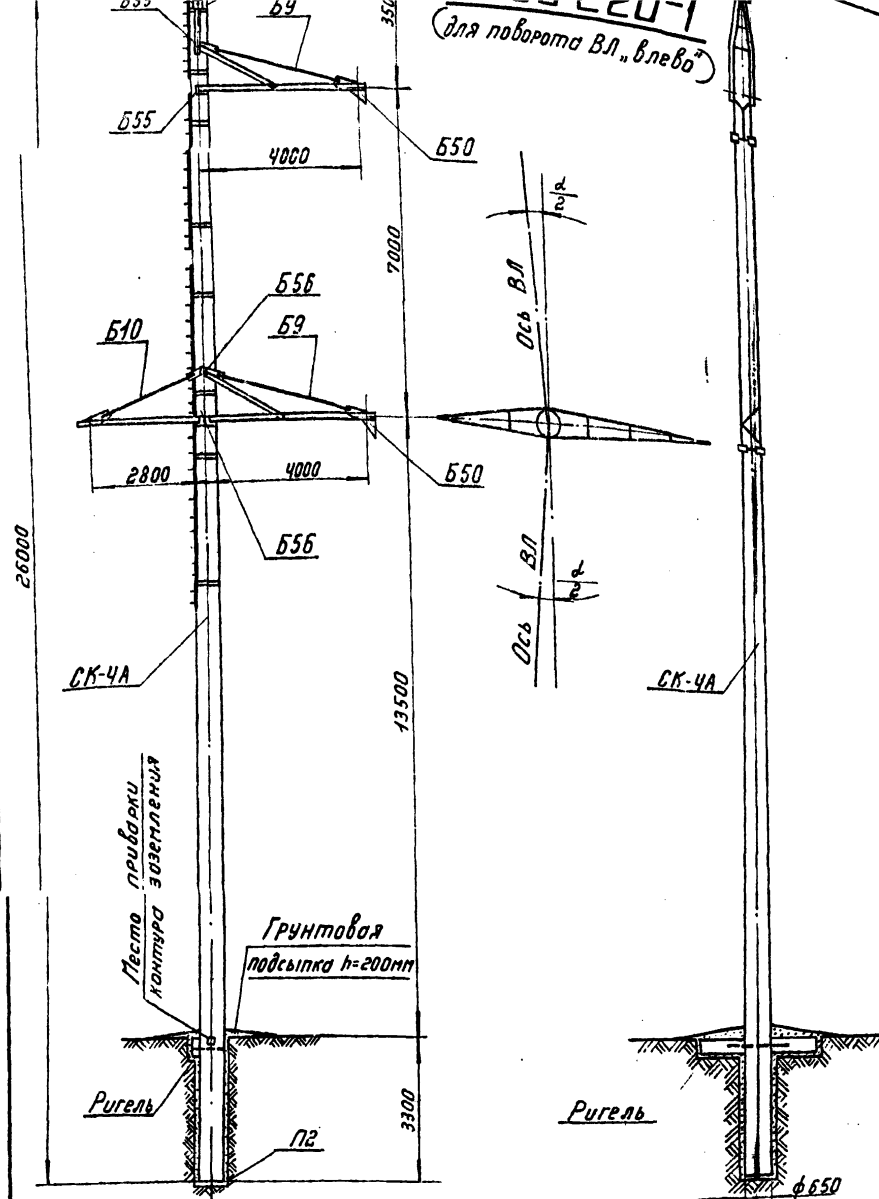 Б9
350
(для поворота ВЛ „влево")
Б55
Б50
4000
7000
α/2
Б56
Б10
Б9
Ось ВЛ
2800
4000
Б50
Б56
26000
Ось ВЛ
α/2
СК-4А
СК-4А
13500
Место приварки
контура заземления
Грунтовая
подсыпка h=200мм
Ригель
П2
3300
Ригель
ф650